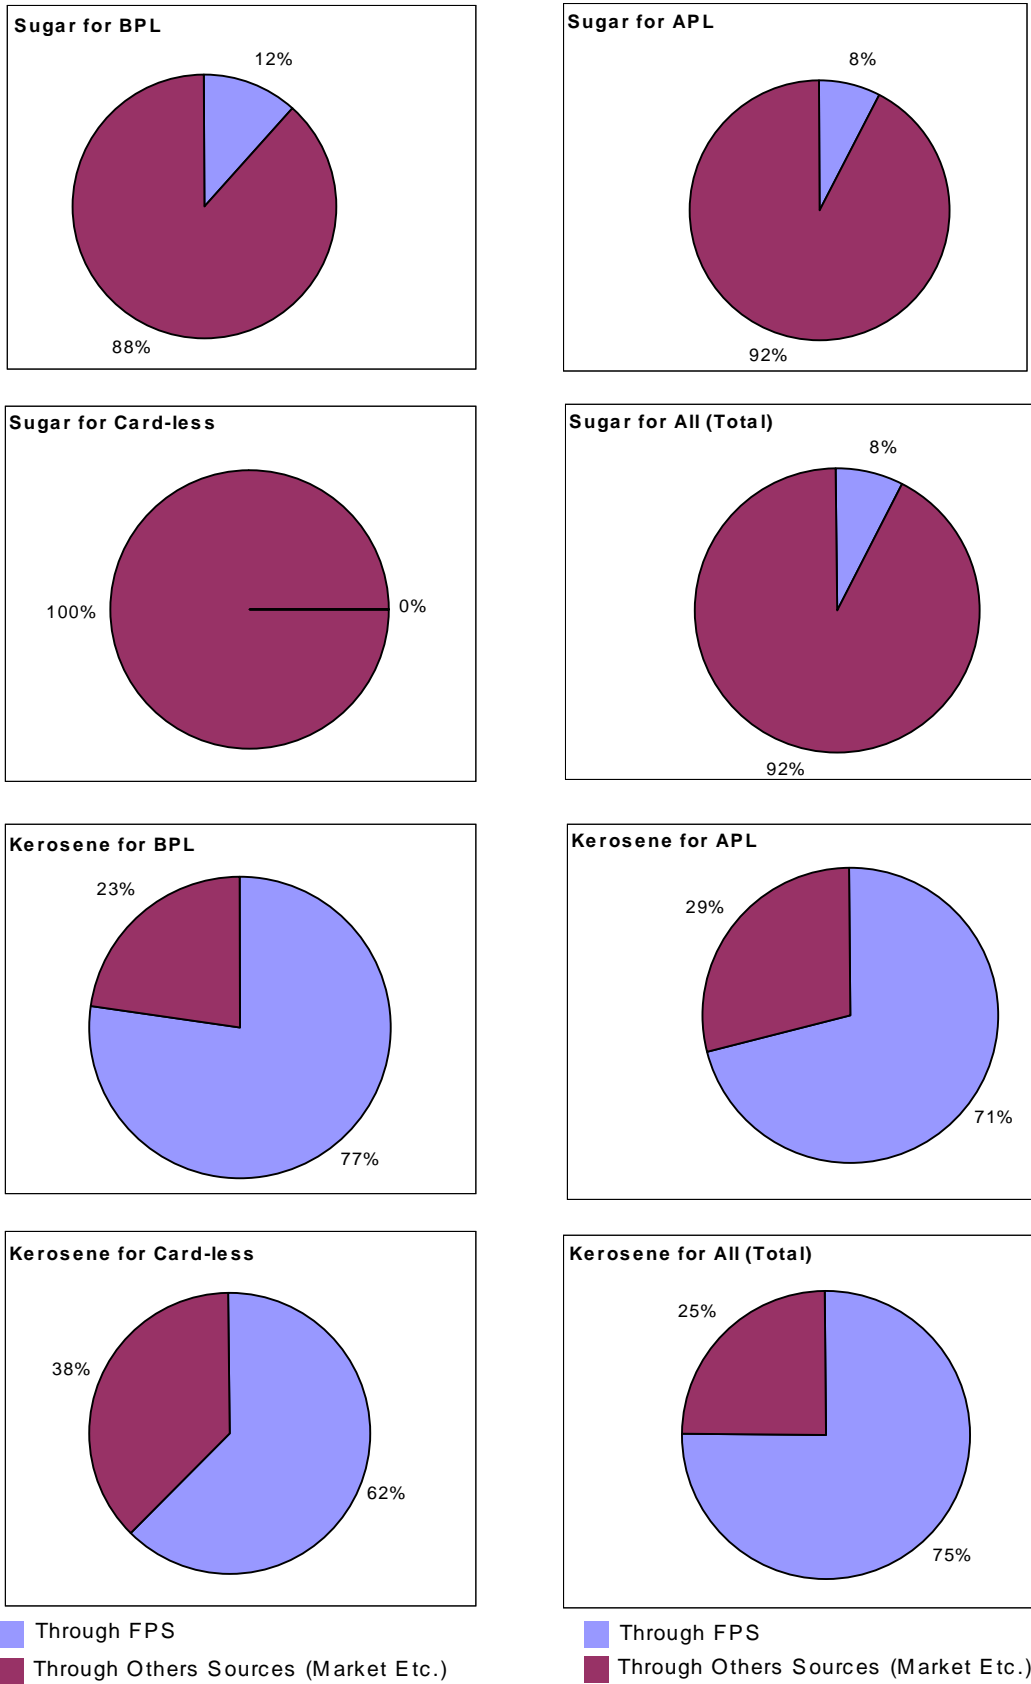 Sugar for BPL
12%
88%
Sugar for APL
8%
92%
Sugar for Card-less
100%
0%
Sugar for All (Total)
8%
92%
Kerosene for BPL
23%
77%
Kerosene for APL
29%
71%
Kerosene for Card-less
38%
62%
Kerosene for All (Total)
25%
75%
Through FPS
Through Others Sources (Market Etc.)
Through FPS
Through Others Sources (Market Etc.)